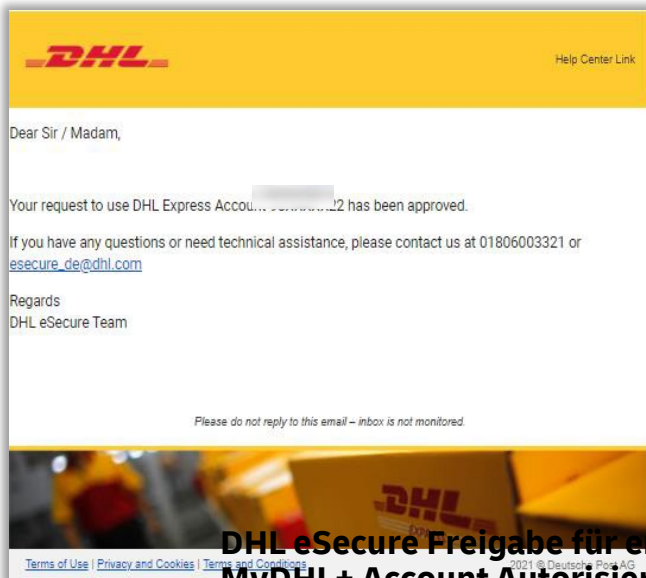 DHL
Help Center Link
Dear Sir / Madam,
Your request to use DHL Express 22 has been approved.
If you have any questions or need technical assistance, please contact us at 01806003321 or
esecure_de@dhl.com
Regards
DHL eSecure Team
Please do not reply to this email – inbox is not monitored.
DHL
DHL eSecure Freigabe für
Terms of Use | Privacy and Cookies | Terms and Conditions
2021 © Deutsche Post AG
MyDHL+ Account